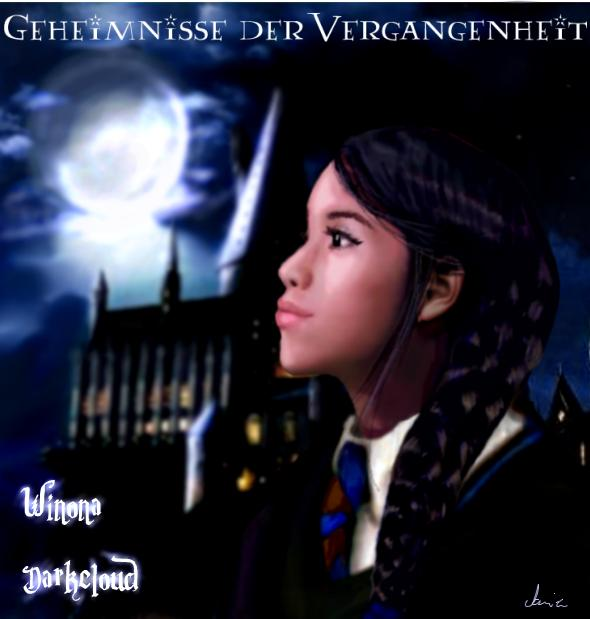 Geheimnisse der Vergangenheit
Winona
Darkcloud